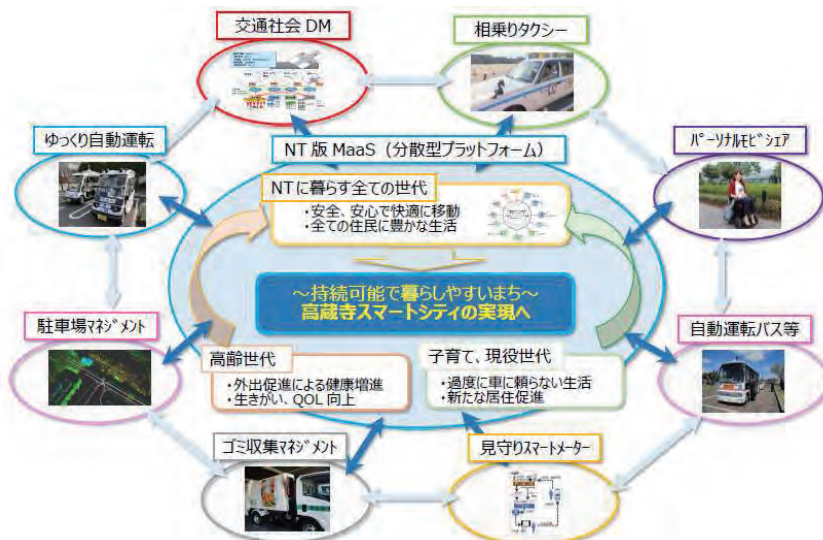 交通社会 DM
相乗りタクシー
ゆっくり自動運転
NT 版 MaaS（分散型プラットフォーム）
パーソナルモビシェア
NT に暮らす全ての世代
・安全、安心で快適に移動
・全ての住民に豊かな生活
～持続可能で暮らしやすいまち～
高蔵寺スマートシティの実現へ
駐車場マネジメント
自動運転バス等
高齢世代
・外出促進による健康増進
・生きがい、QOL 向上
子育て、現役世代
・過度に車に頼らない生活
・新たな居住促進
ゴミ収集マネジメント
見守りスマートメーター